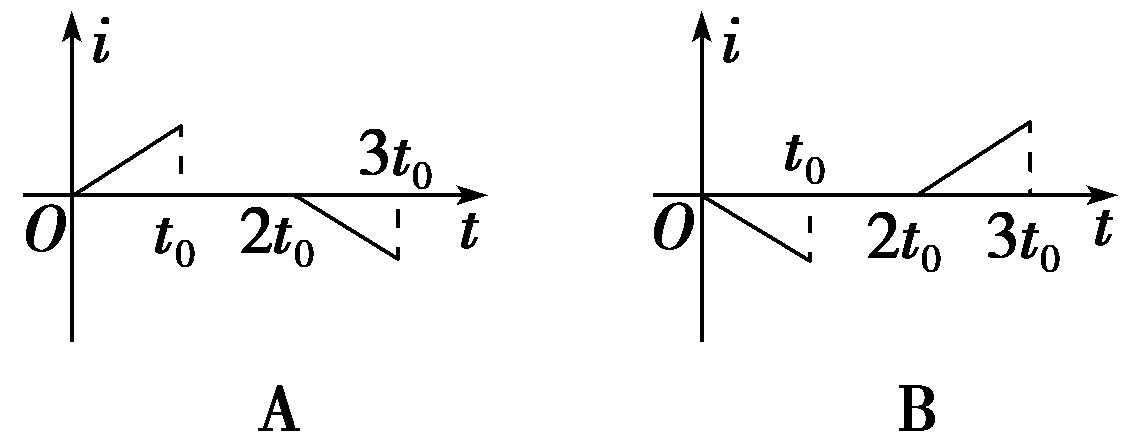 i i
3t₀ t₀
O t₀ 2t₀ t O 2t₀ 3t₀ t
A B